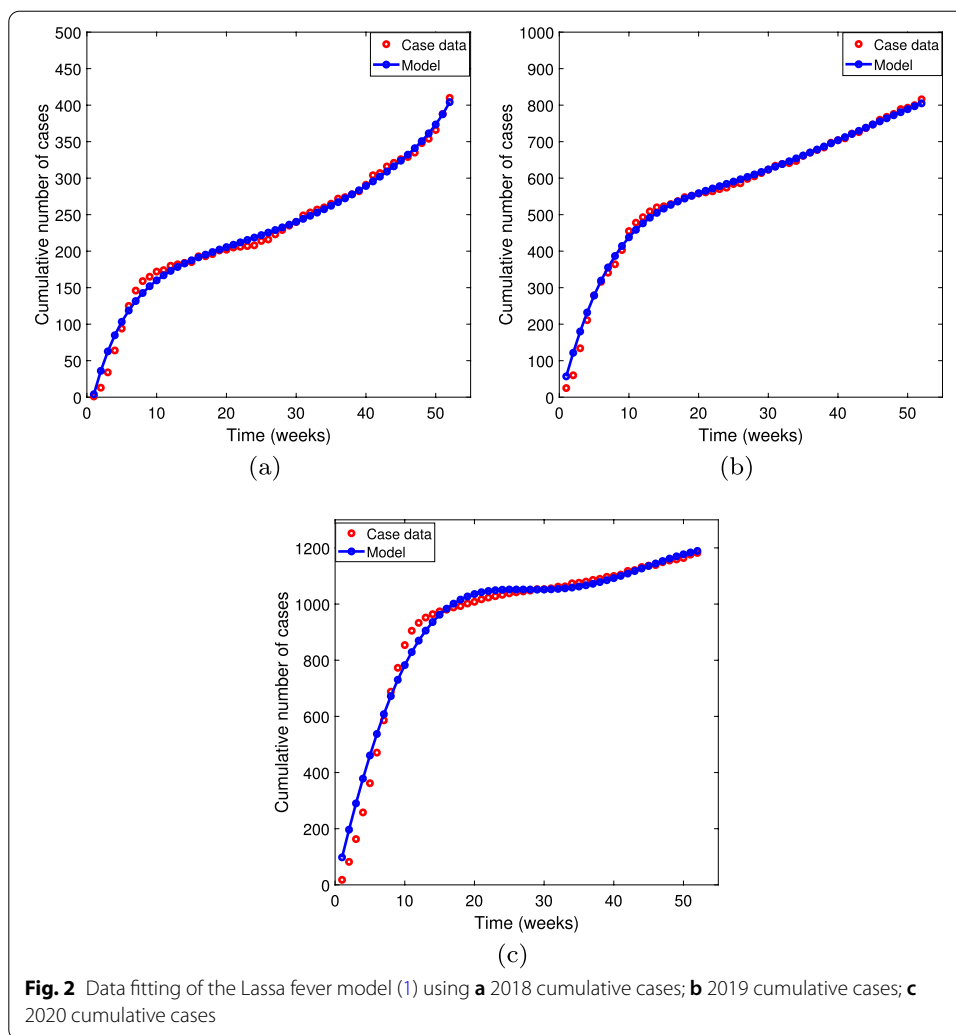 500
450
400
350
300
250
200
150
100
50
0
Cumulative number of cases
Case data
Model
0 10 20 30 40 50
Time (weeks)
(a)
1000
900
800
700
600
500
400
300
200
100
0
Cumulative number of cases
Case data
Model
0 10 20 30 40 50
Time (weeks)
(b)
1200
1000
800
600
400
200
0
Cumulative number of cases
Case data
Model
0 10 20 30 40 50
Time (weeks)
(c)
Fig. 2 Data fitting of the Lassa fever model (1) using a 2018 cumulative cases; b 2019 cumulative cases; c
2020 cumulative cases